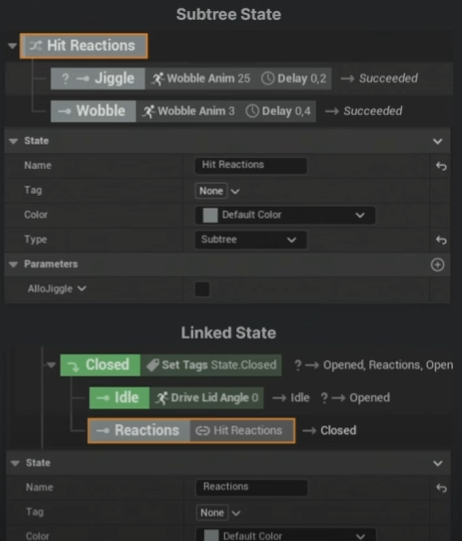 Subtree State
Hit Reactions
? Jiggle Wobble Anim 25 Delay 0,2 → Succeeded
Wobble Wobble Anim 3 Delay 0,4 → Succeeded
State
Name Hit Reactions
Tag None
Color Default Color
Type Subtree
Parameters
AlloJiggle
Linked State
Closed Set Tags State.Closed ? → Opened, Reactions, Open
Idle Drive Lid Angle 0 → Idle ? → Opened
Reactions Hit Reactions → Closed
State
Name Reactions
Tag None
Color Default Color